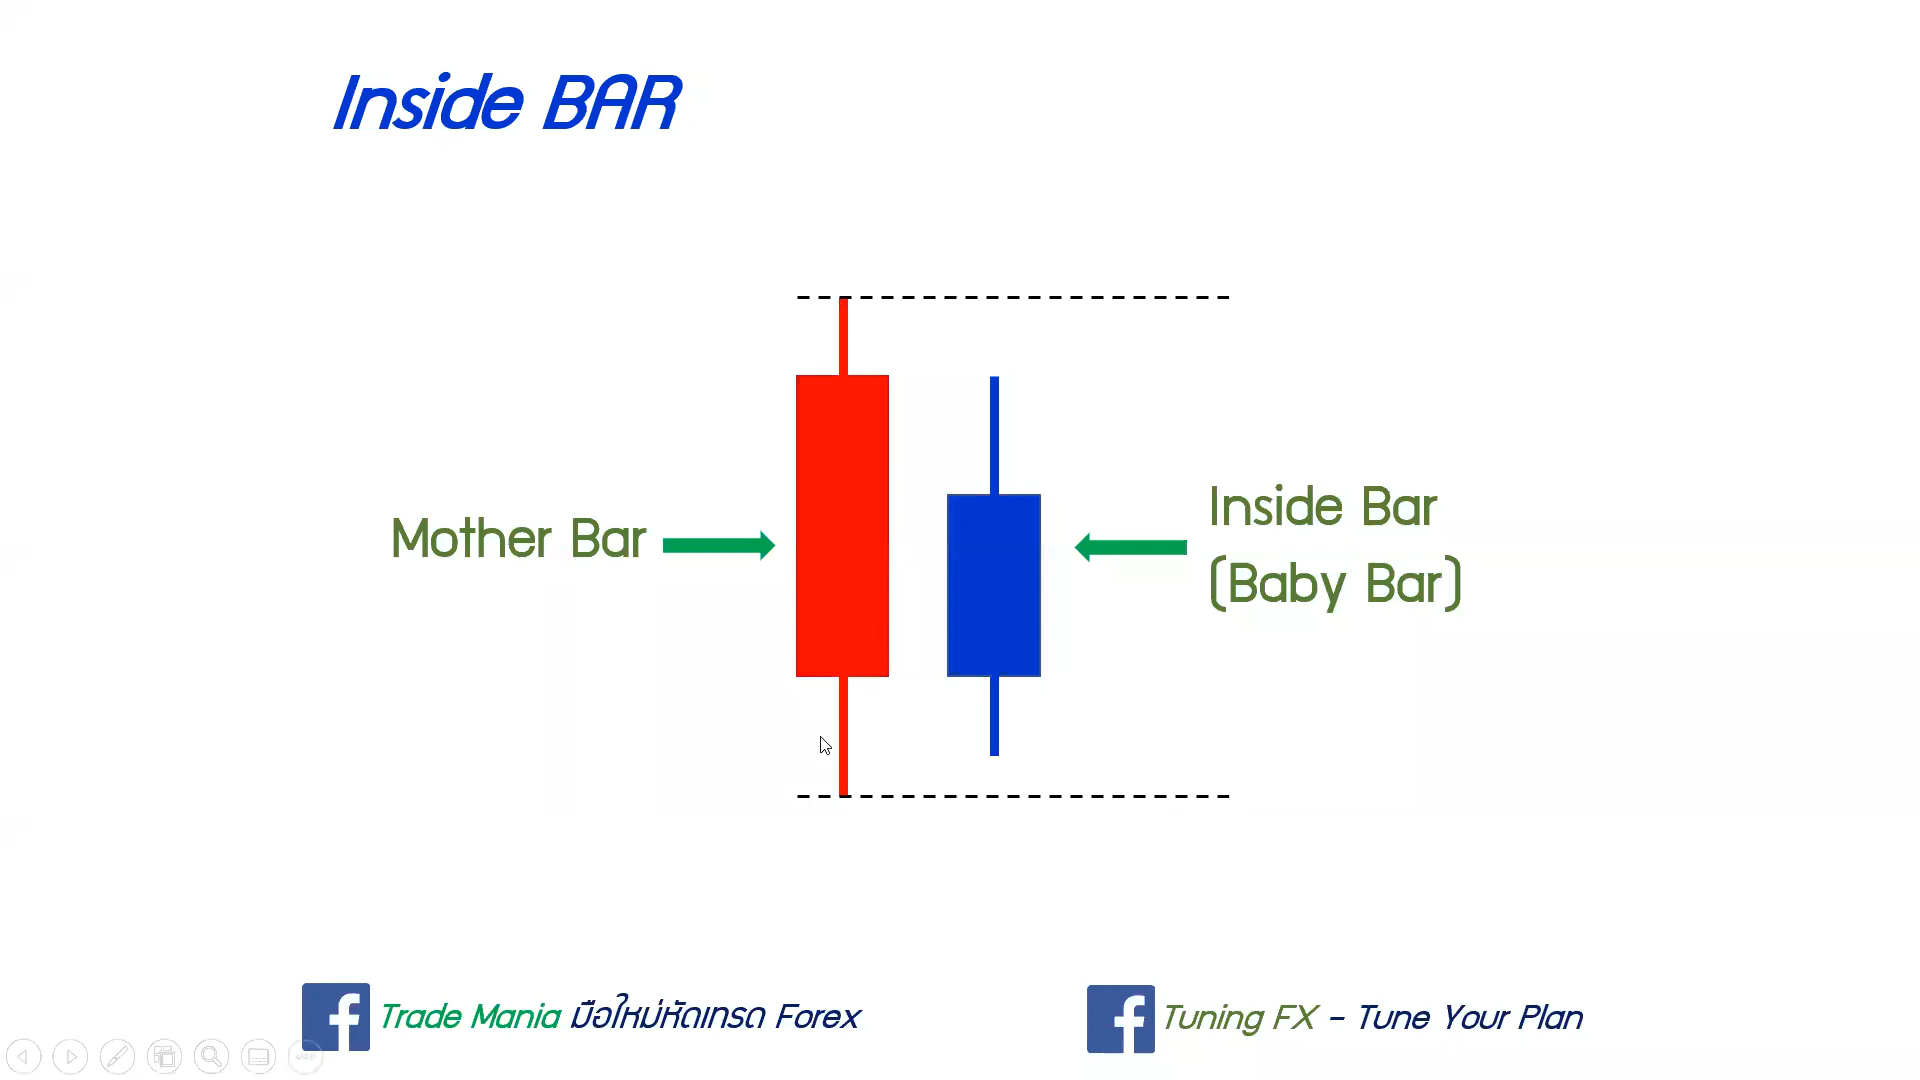 Inside BAR
Mother Bar
Inside Bar
(Baby Bar)
Trade Mania มือใหม่หัดเทรด Forex
Tuning FX – Tune Your Plan